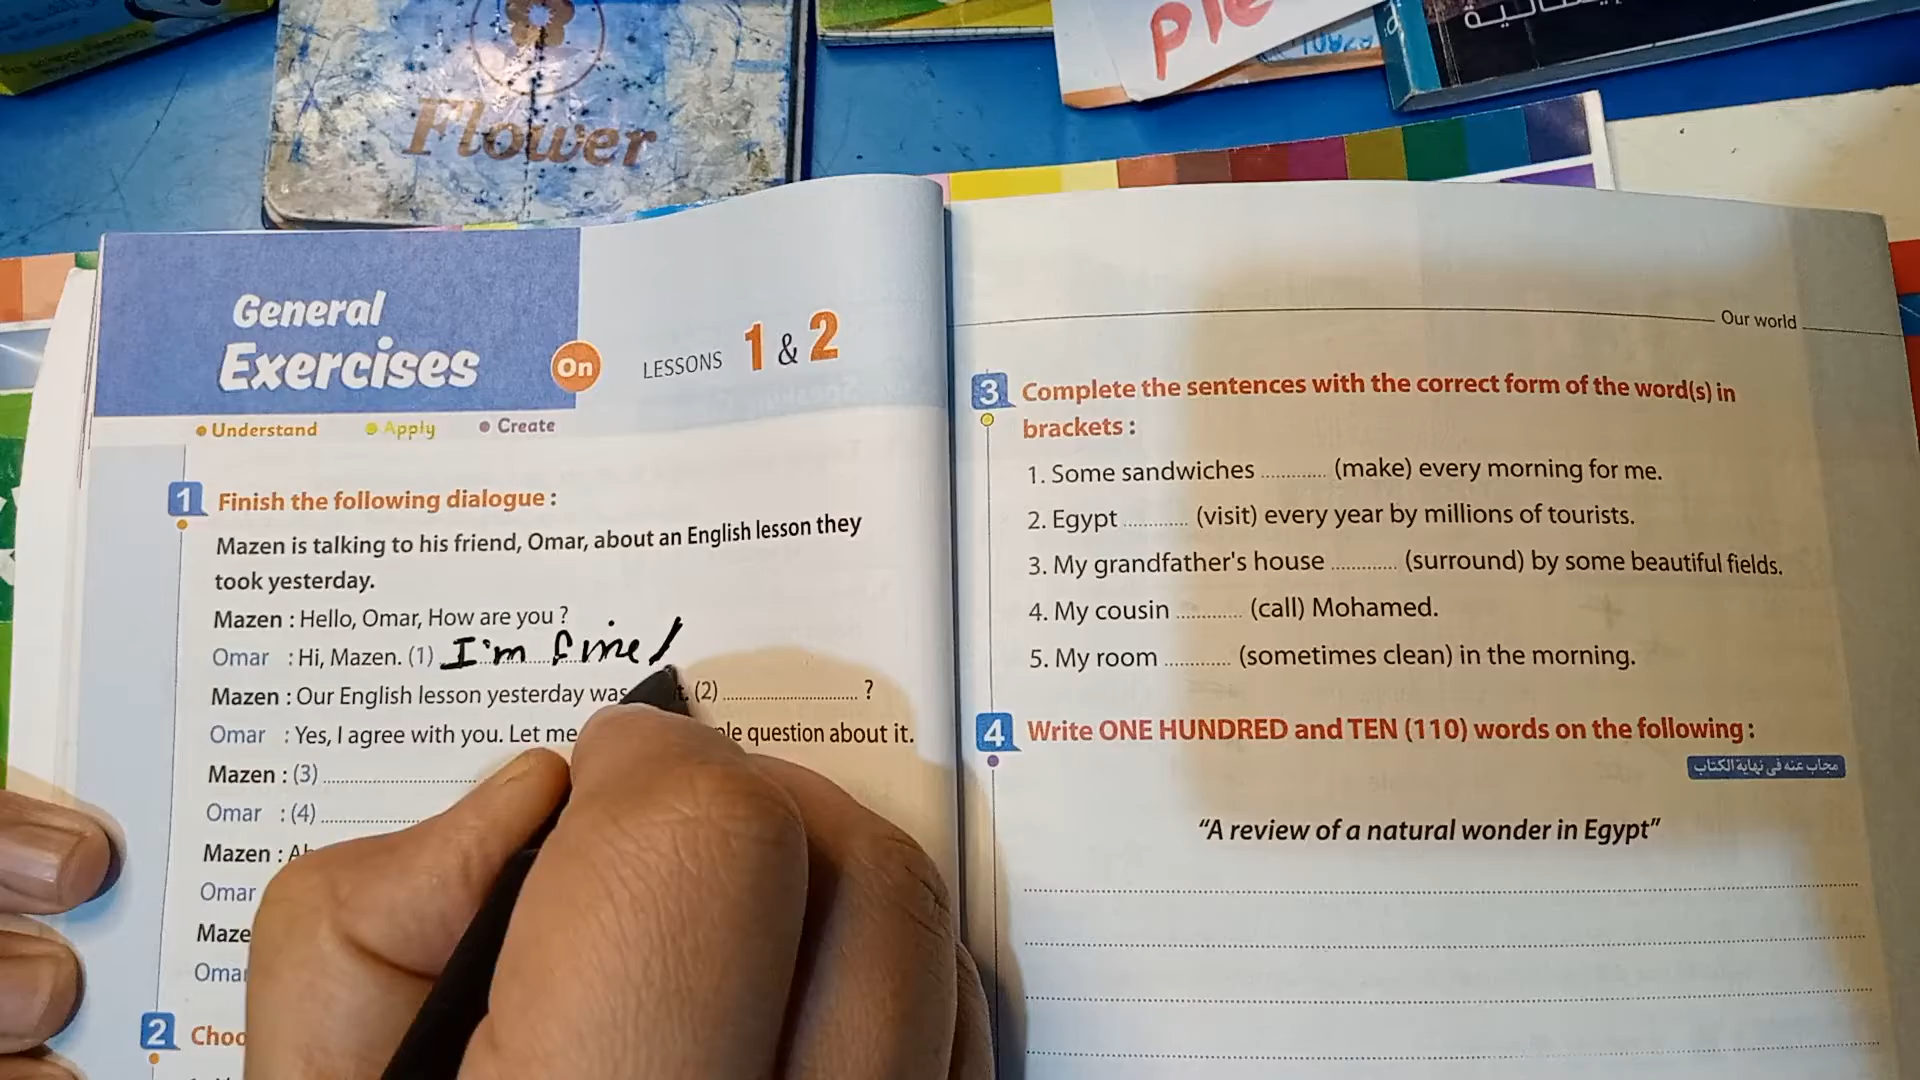 Ple
Flower
General
Exercises
On
LESSONS 1 & 2
Understand Apply Create
1 Finish the following dialogue :
Mazen is talking to his friend, Omar, about an English lesson they
took yesterday.
Mazen : Hello, Omar, How are you ?
Omar : Hi, Mazen. (1) I'm fine /
Mazen : Our English lesson yesterday was (2) ............ ?
Omar : Yes, I agree with you. Let me question about it.
Mazen : (3) ............
Omar : (4) ............
Mazen :
Omar
Omar
2
Our world
3 Complete the sentences with the correct form of the word(s) in
brackets :
1. Some sandwiches ............ (make) every morning for me.
2. Egypt ............ (visit) every year by millions of tourists.
3. My grandfather's house ............ (surround) by some beautiful fields.
4. My cousin ............ (call) Mohamed.
5. My room ............ (sometimes clean) in the morning.
4 Write ONE HUNDRED and TEN (110) words on the following :
مجاب عنه فى نهاية الكتاب
“A review of a natural wonder in Egypt”